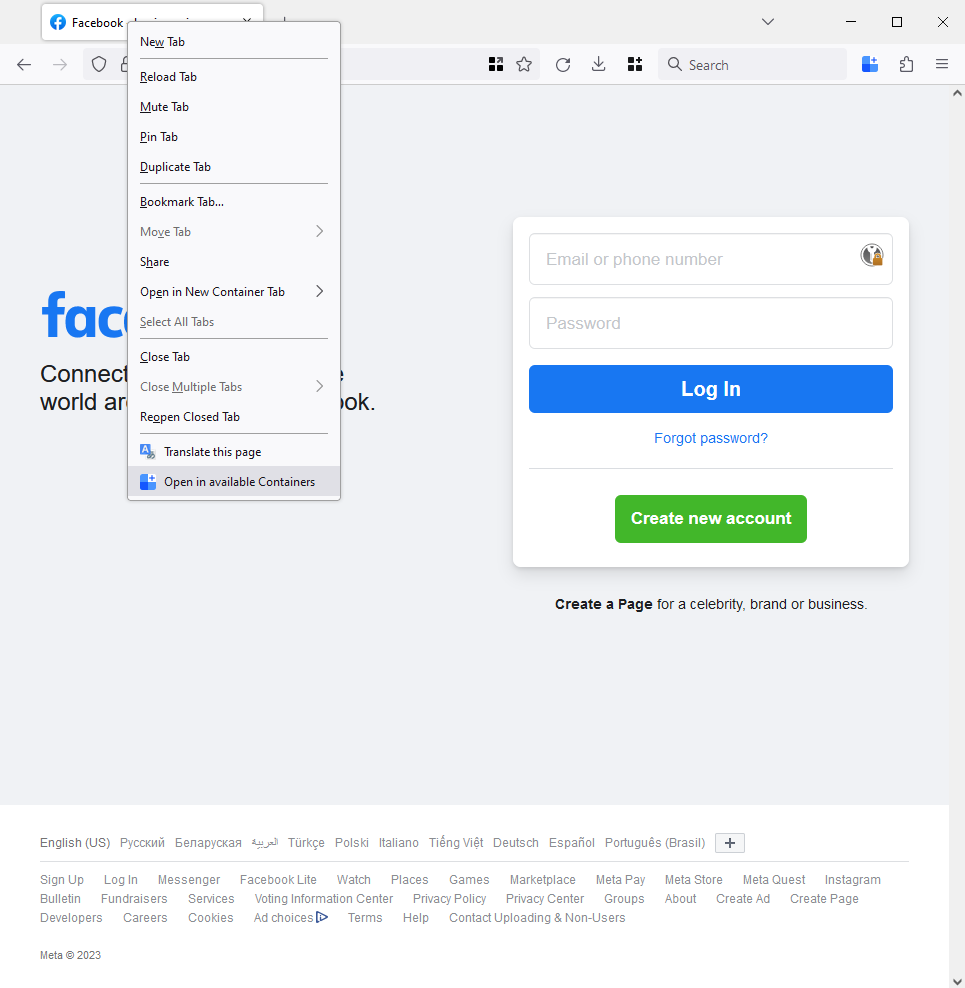 Facebook
New Tab
Reload Tab
Mute Tab
Pin Tab
Duplicate Tab
Bookmark Tab...
Move Tab
Share
Open in New Container Tab
Select All Tabs
Close Tab
Close Multiple Tabs
Reopen Closed Tab
Translate this page
Open in available Containers
Search
Connect
world
ook.
Email or phone number
Password
Log In
Forgot password?
Create new account
Create a Page for a celebrity, brand or business.
English (US) Русский Беларуская العربية Türkçe Polski Italiano Tiếng Việt Deutsch Español Português (Brasil)
Sign Up Log In Messenger Facebook Lite Watch Places Games Marketplace Meta Pay Meta Store Meta Quest Instagram
Bulletin Fundraisers Services Voting Information Center Privacy Policy Privacy Center Groups About Create Ad Create Page
Developers Careers Cookies Ad choices Terms Help Contact Uploading & Non-Users
Meta © 2023